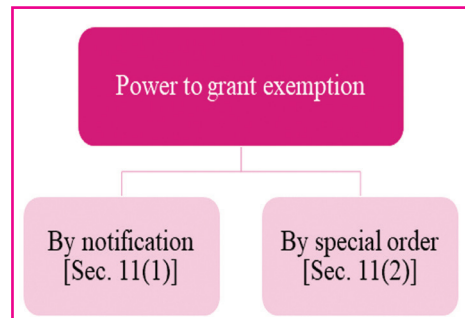 Power to grant exemption
By notification
[Sec. 11(1)]
By special order
[Sec. 11(2)]